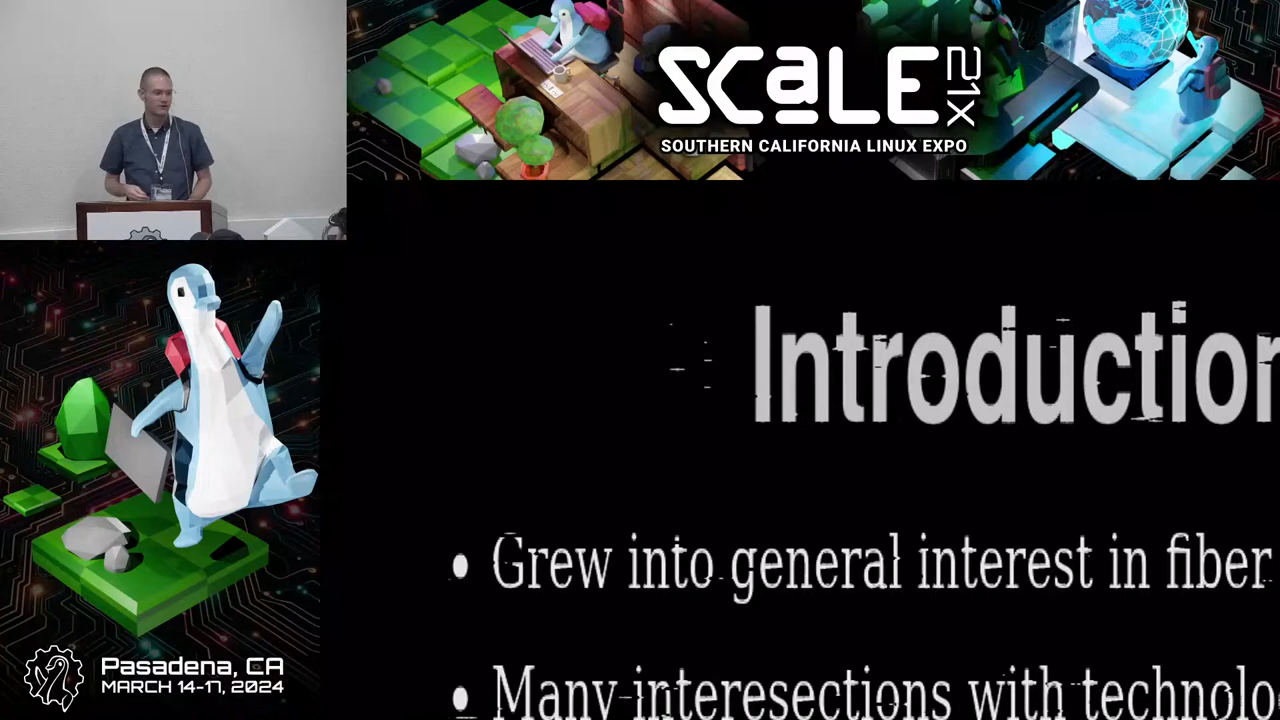 SCALE 21X
SOUTHERN CALIFORNIA LINUX EXPO
Introduction
• Grew into general interest in fiber
• Many interesections with technolo
Pasadena, CA
MARCH 14-17, 2024